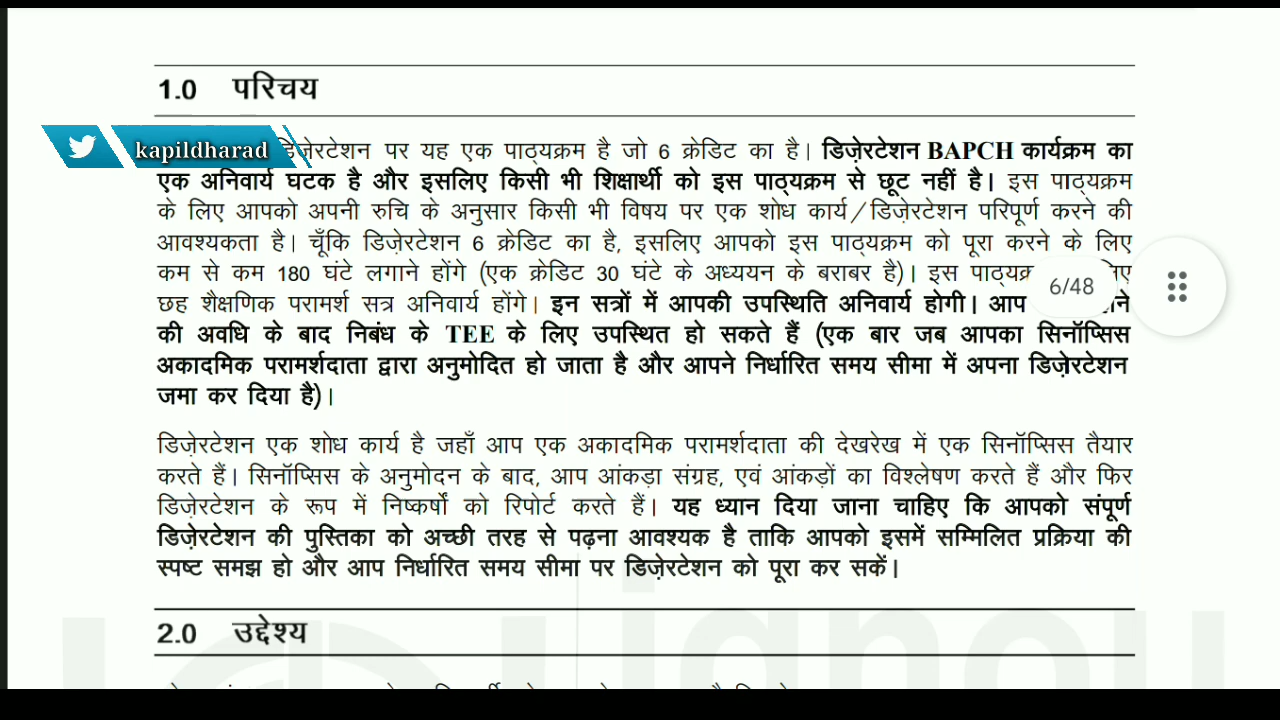 1.0 परिचय
kapildharad
डिज़ेरटेशन पर यह एक पाठ्यक्रम है जो 6 क्रेडिट का है। डिज़ेरटेशन BAPCH कार्यक्रम का
एक अनिवार्य घटक है और इसलिए किसी भी शिक्षार्थी को इस पाठ्यक्रम से छूट नहीं है। इस पाठ्यक्रम
के लिए आपको अपनी रुचि के अनुसार किसी भी विषय पर एक शोध कार्य/डिज़ेरटेशन परिपूर्ण करने की
आवश्यकता है। चूँकि डिज़ेरटेशन 6 क्रेडिट का है, इसलिए आपको इस पाठ्यक्रम को पूरा करने के लिए
कम से कम 180 घंटे लगाने होंगे (एक क्रेडिट 30 घंटे के अध्ययन के बराबर है)। इस
6/48
छह शैक्षणिक परामर्श सत्र अनिवार्य होंगे। इन सत्रों में आपकी उपस्थिति अनिवार्य होगी। आप
की अवधि के बाद निबंध के TEE के लिए उपस्थित हो सकते हैं (एक बार जब आपका सिनॉप्सिस
अकादमिक परामर्शदाता द्वारा अनुमोदित हो जाता है और आपने निर्धारित समय सीमा में अपना डिज़ेरटेशन
जमा कर दिया है)।
डिज़ेरटेशन एक शोध कार्य है जहाँ आप एक अकादमिक परामर्शदाता की देखरेख में एक सिनॉप्सिस तैयार
करते हैं। सिनॉप्सिस के अनुमोदन के बाद, आप आंकड़ा संग्रह, एवं आंकड़ों का विश्लेषण करते हैं और फिर
डिज़ेरटेशन के रूप में निष्कर्षों को रिपोर्ट करते हैं। यह ध्यान दिया जाना चाहिए कि आपको संपूर्ण
डिज़ेरटेशन की पुस्तिका को अच्छी तरह से पढ़ना आवश्यक है ताकि आपको इसमें सम्मिलित प्रक्रिया की
स्पष्ट समझ हो और आप निर्धारित समय सीमा पर डिज़ेरटेशन को पूरा कर सकें।
2.0 उद्देश्य
ignou